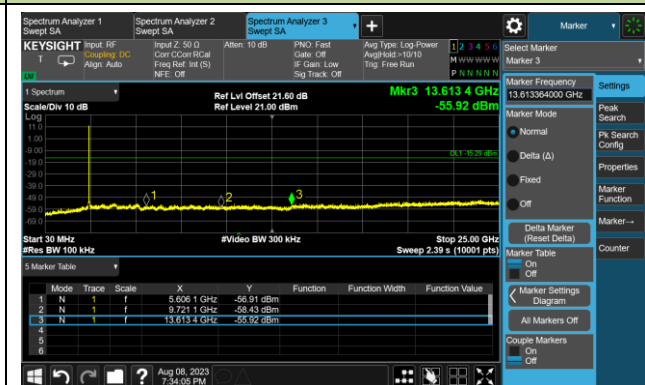 Spectrum Analyzer 1
Swept SA
Spectrum Analyzer 2
Swept SA
Spectrum Analyzer 3
Swept SA
+
Marker
KEYSIGHT
Input: RF
Coupling: DC
Align: Auto
Input Z: 50 Ω
Corr CCorr RCal
Freq Ref: Int (S)
NFE: Off
Atten: 10 dB
PNO: Fast
Gate: Off
IF Gain: Low
Sig Track: Off
Avg Type: Log-Power
Avg|Hold:>10/10
Trig: Free Run
1 2 3 4 5 6
M W W W W W
P N N N N N
T
1 Spectrum
Scale/Div 10 dB
Ref Lvl Offset 21.60 dB
Ref Level 21.00 dBm
Mkr3 13.613 4 GHz
-55.92 dBm
Log
11.0
1.00
-9.00
-19.0
-29.0
-39.0
-49.0
-59.0
-69.0
DL1 -15.29 dBm
1
2
3
Start 30 MHz
#Res BW 100 kHz
#Video BW 300 kHz
Stop 25.00 GHz
Sweep 2.39 s (10001 pts)
5 Marker Table
Mode Trace Scale X Y Function Function Width Function Value
1 N 1 f 5.606 1 GHz -56.91 dBm
2 N 1 f 9.721 1 GHz -58.43 dBm
3 N 1 f 13.613 4 GHz -55.92 dBm
4
5
6
? Aug 08, 2023
7:34:05 PM
Select Marker
Marker 3
Marker Frequency
13.613364000 GHz
Marker Mode
Normal
Delta (Δ)
Fixed
Off
Delta Marker
(Reset Delta)
Marker Table
On
Off
Marker Settings
Diagram
All Markers Off
Couple Markers
On
Off
Settings
Peak
Search
Pk Search
Config
Properties
Marker
Function
Marker→
Counter